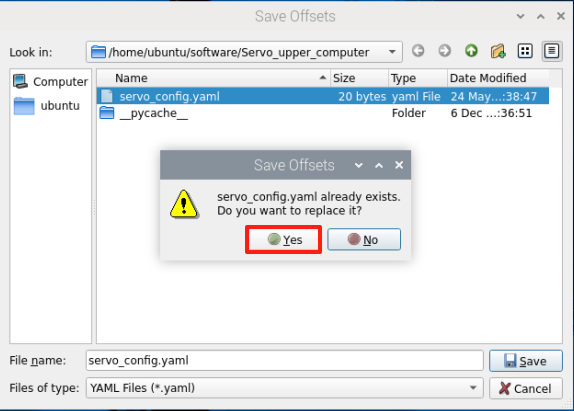 Save Offsets
Look in: /home/ubuntu/software/Servo_upper_computer
Computer
ubuntu
Name Size Type Date Modified
servo_config.yaml 20 bytes yaml File 24 May...:38:47
__pycache__ Folder 6 Dec ...:36:51
Save Offsets
servo_config.yaml already exists.
Do you want to replace it?
Yes No
File name: servo_config.yaml Save
Files of type: YAML Files (*.yaml) Cancel